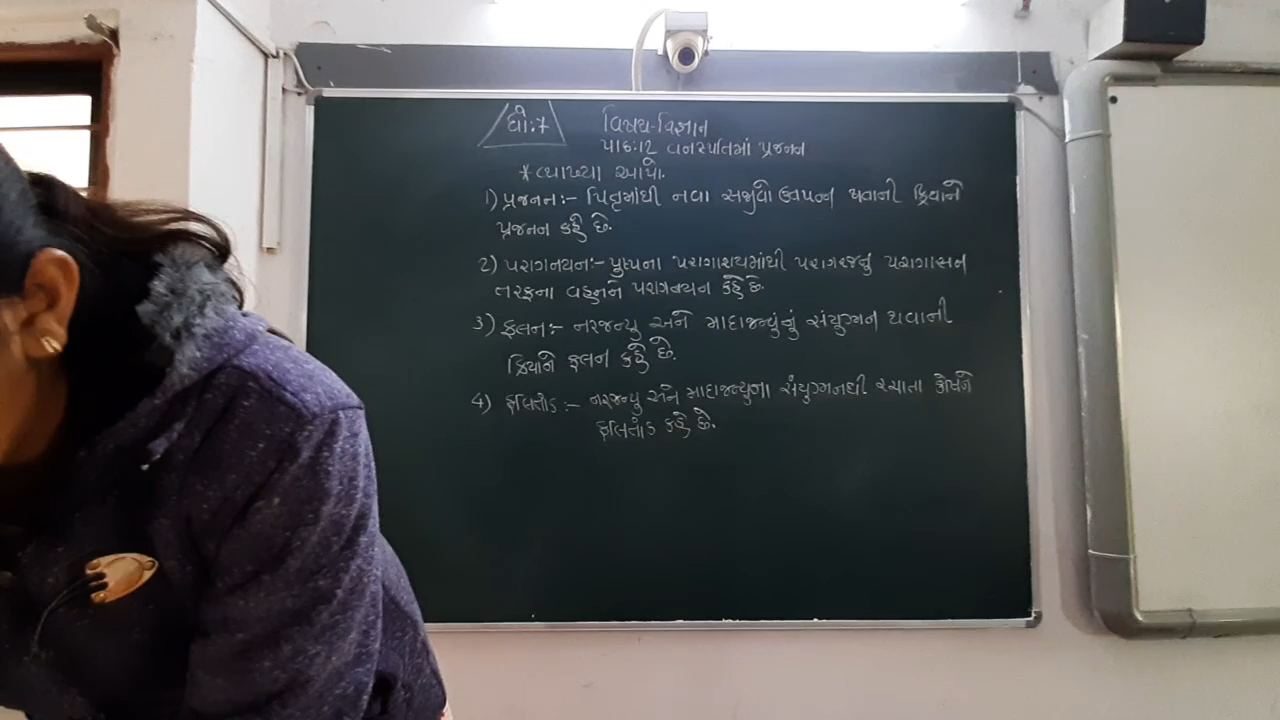 ધો:૭
વિષય-વિજ્ઞાન
પાઠ:12 વનસ્પતિમાં પ્રજનન
* વ્યાખ્યા આપો.
1) પ્રજનન:- પિતૃમાંથી નવા સજીવો ઉત્પન્ન થવાની ક્રિયાને
પ્રજનન કહે છે.
2) પરાગનયન:- પુષ્પના પરાગાશયમાંથી પરાગરજનું પરાગાસન
તરફના વહનને પરાગનયન કહે છે.
3) ફલન:- નરજન્યુ અને માદાજન્યુનું સંયુગ્મન થવાની
ક્રિયાને ફલન કહે છે.
4) ફલિતાંડ:- નરજન્યુ અને માદાજન્યુના સંયુગ્મનથી રચાતા કોષને
ફલિતાંડ કહે છે.